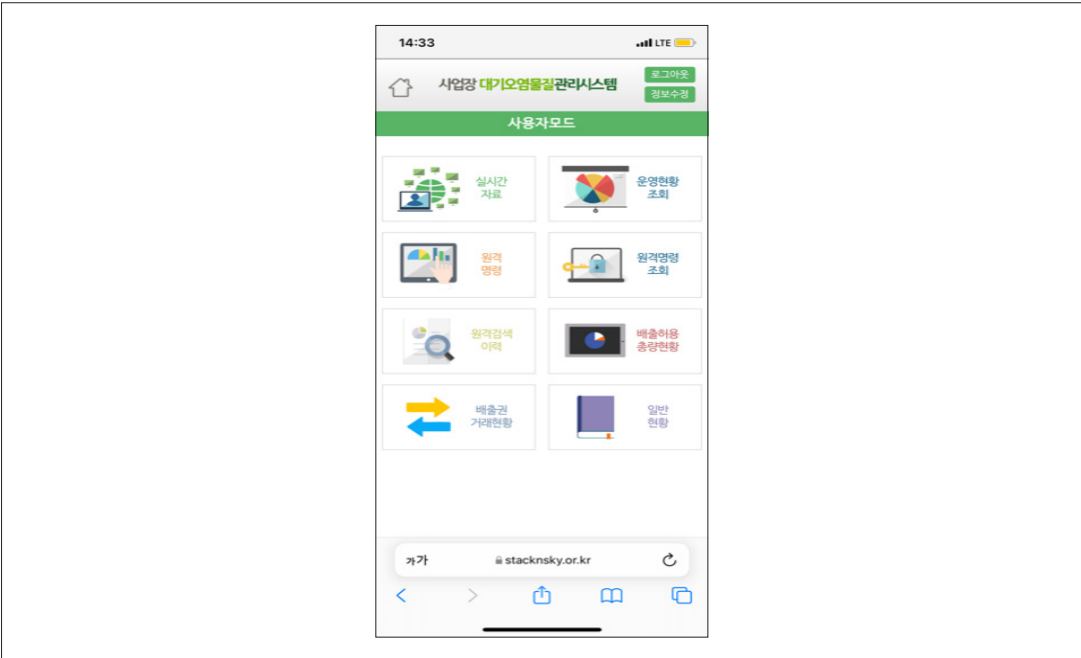 14:33
LTE
사업장 대기오염물질관리시스템
로그아웃
정보수정
사용자모드
실시간
자료
운영현황
조회
원격
명령
원격명령
조회
원격검색
이력
배출허용
총량현황
배출권
거래현황
일반
현황
가가
stacknsky.or.kr